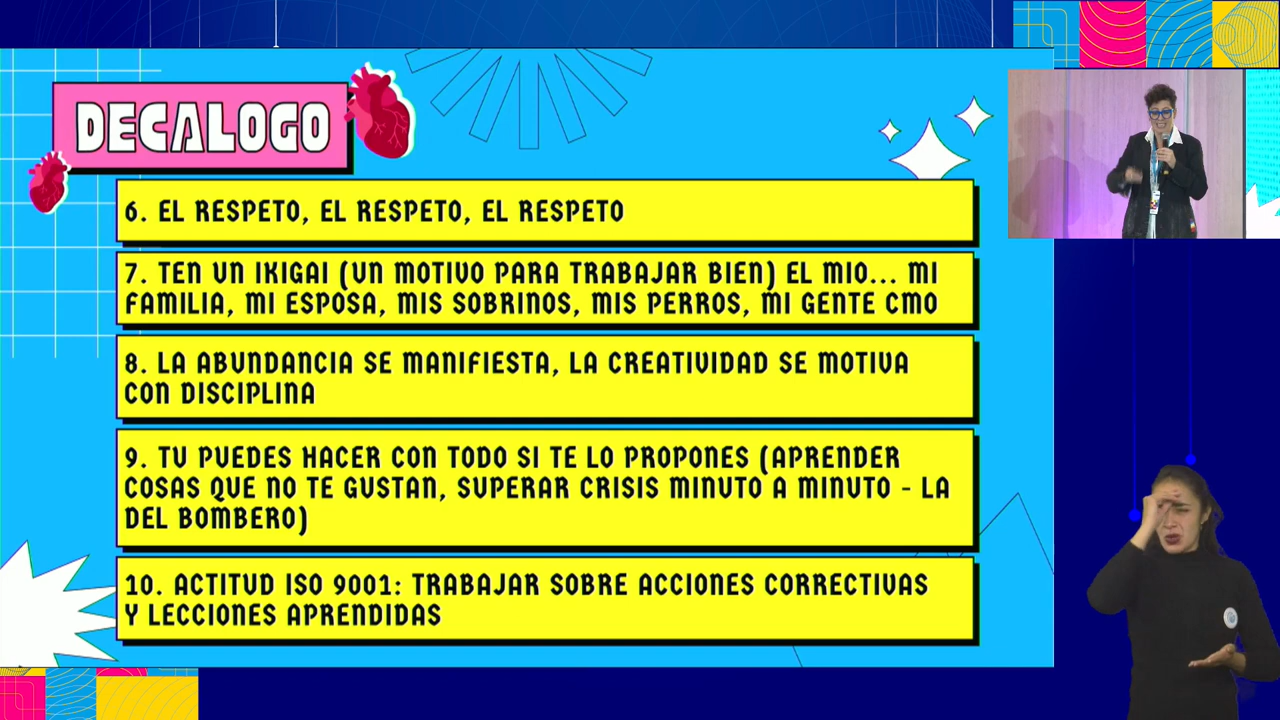 DECALOGO
6. EL RESPETO, EL RESPETO, EL RESPETO
7. TEN UN IKIGAI (UN MOTIVO PARA TRABAJAR BIEN) EL MIO... MI
FAMILIA, MI ESPOSA, MIS SOBRINOS, MIS PERROS, MI GENTE CMO
8. LA ABUNDANCIA SE MANIFIESTA, LA CREATIVIDAD SE MOTIVA
CON DISCIPLINA
9. TU PUEDES HACER CON TODO SI TE LO PROPONES (APRENDER
COSAS QUE NO TE GUSTAN, SUPERAR CRISIS MINUTO A MINUTO - LA
DEL BOMBERO)
10. ACTITUD ISO 9001: TRABAJAR SOBRE ACCIONES CORRECTIVAS
Y LECCIONES APRENDIDAS